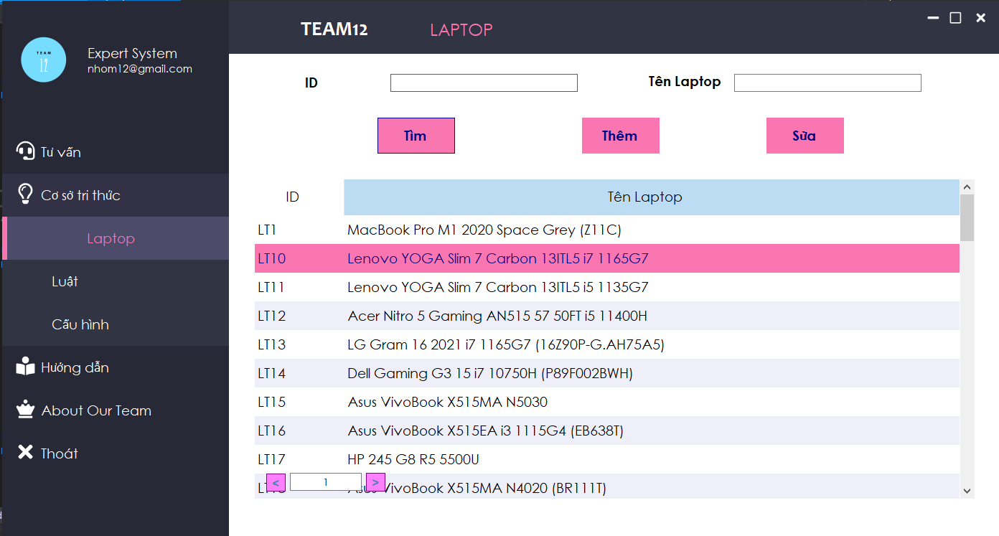 TEAM12
LAPTOP
TEAM
12
Expert System
nhom12@gmail.com
ID
Tên Laptop
Tìm
Thêm
Sửa
Tư vấn
Cơ sở tri thức
Laptop
Luật
Cấu hình
Hướng dẫn
About Our Team
Thoát
ID Tên Laptop
LT1 MacBook Pro M1 2020 Space Grey (Z11C)
LT10 Lenovo YOGA Slim 7 Carbon 13ITL5 i7 1165G7
LT11 Lenovo YOGA Slim 7 Carbon 13ITL5 i5 1135G7
LT12 Acer Nitro 5 Gaming AN515 57 50FT i5 11400H
LT13 LG Gram 16 2021 i7 1165G7 (16Z90P-G.AH75A5)
LT14 Dell Gaming G3 15 i7 10750H (P89F002BWH)
LT15 Asus VivoBook X515MA N5030
LT16 Asus VivoBook X515EA i3 1115G4 (EB638T)
LT17 HP 245 G8 R5 5500U
Asus VivoBook X515MA N4020 (BR111T)
< 1 >